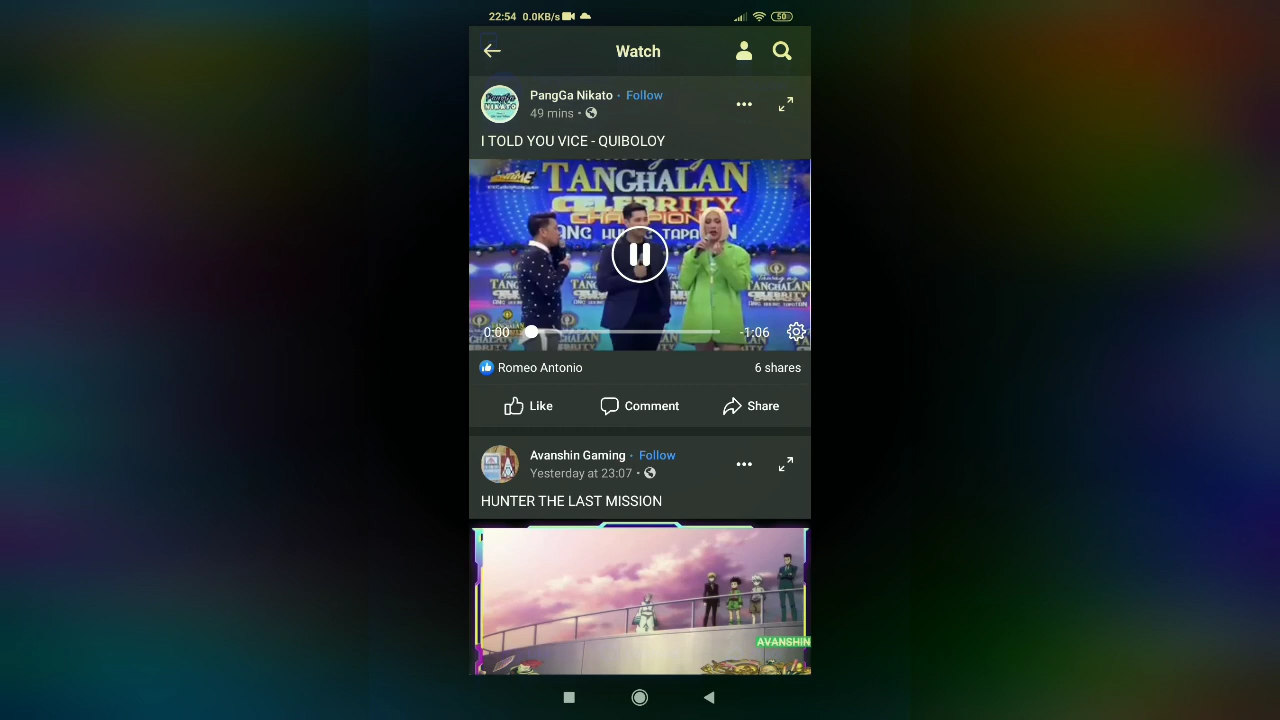 22:54 0.0KB/s 50
Watch
PangGa Nikato · Follow
49 mins ·
I TOLD YOU VICE - QUIBOLOY
TANGHALAN
CELEBRITY
CHAMPION
0:00 -1:06
Romeo Antonio 6 shares
Like Comment Share
Avanshin Gaming · Follow
Yesterday at 23:07 ·
HUNTER THE LAST MISSION
AVANSHIN